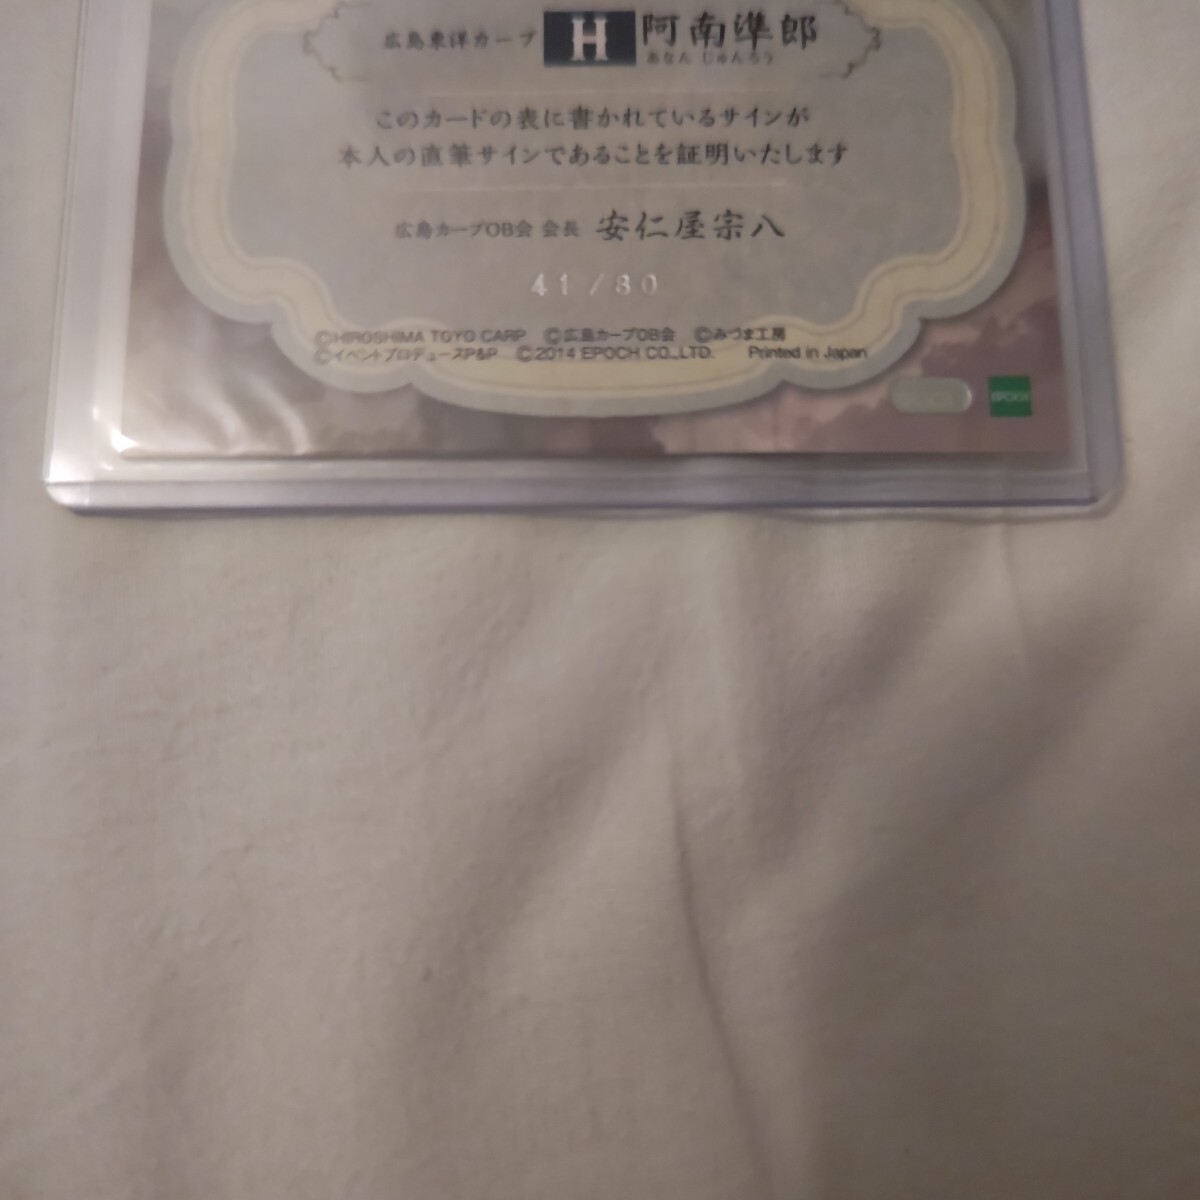 広島東洋カープ H 阿南準郎
あなん じゅんろう
このカードの表に書かれているサインが
本人の直筆サインであることを証明いたします
広島カープOB会 会長 安仁屋宗八
41/80
©HIROSHIMA TOYO CARP ©広島カープOB会 ©みづま工房
©イベントプロデュースP&P ©2014 EPOCH CO.,LTD. Printed in Japan
EPOCH